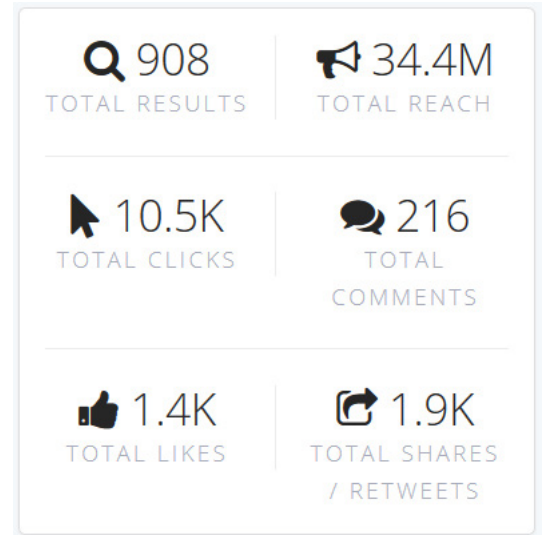 908
34.4M
TOTAL RESULTS
TOTAL REACH
10.5K
216
TOTAL CLICKS
TOTAL
COMMENTS
1.4K
1.9K
TOTAL LIKES
TOTAL SHARES
/ RETWEETS